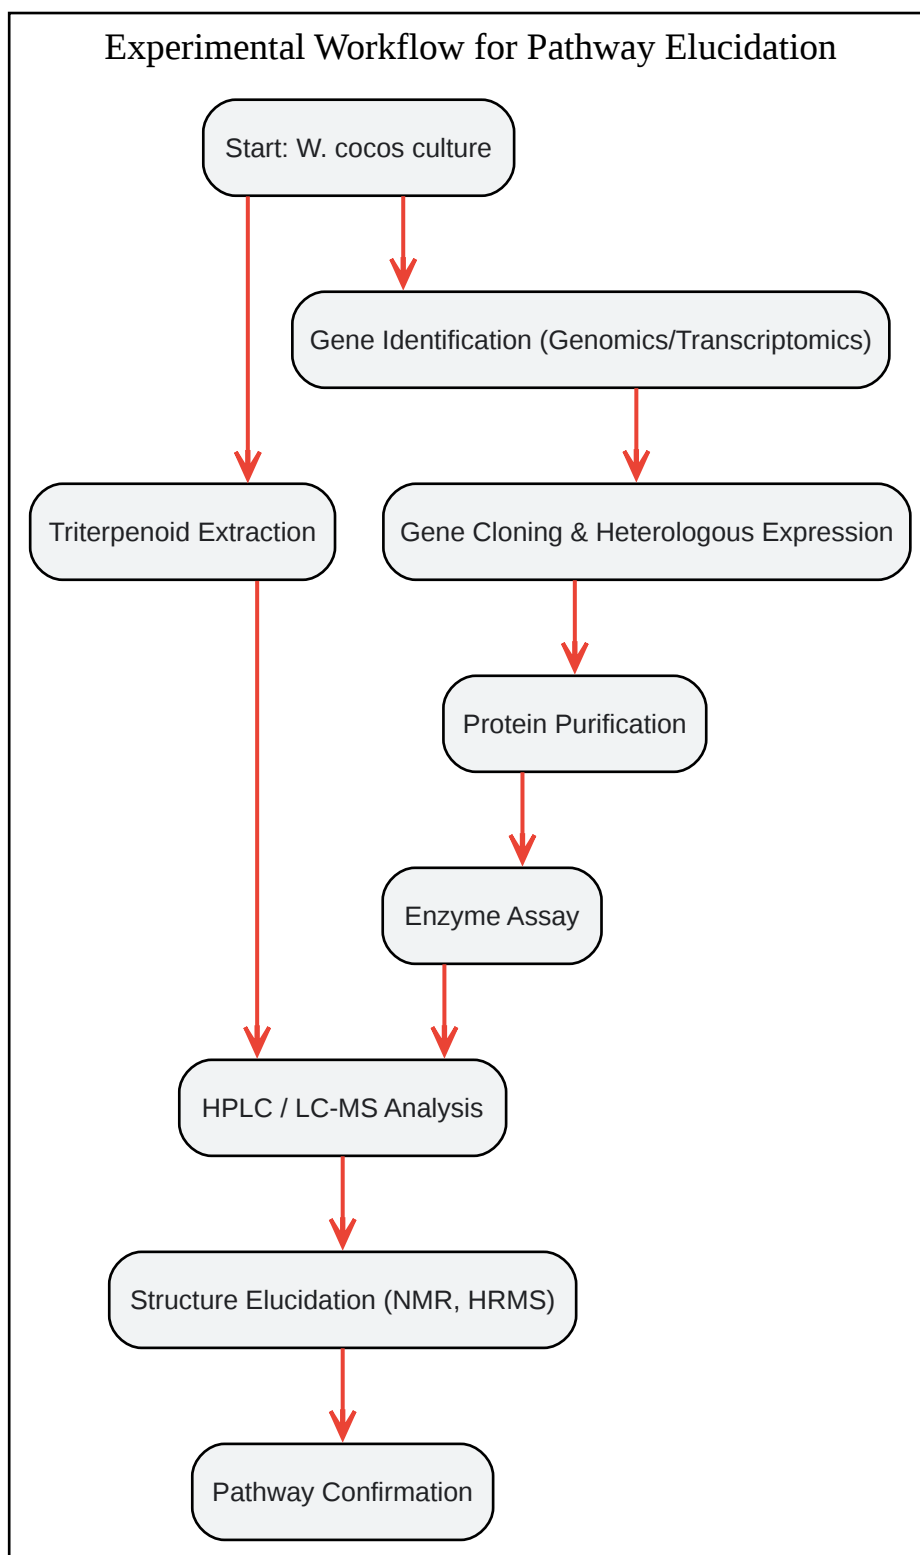 Experimental Workflow for Pathway Elucidation
Start: W. cocos culture
Gene Identification (Genomics/Transcriptomics)
Triterpenoid Extraction
Gene Cloning & Heterologous Expression
Protein Purification
Enzyme Assay
HPLC / LC-MS Analysis
Structure Elucidation (NMR, HRMS)
Pathway Confirmation